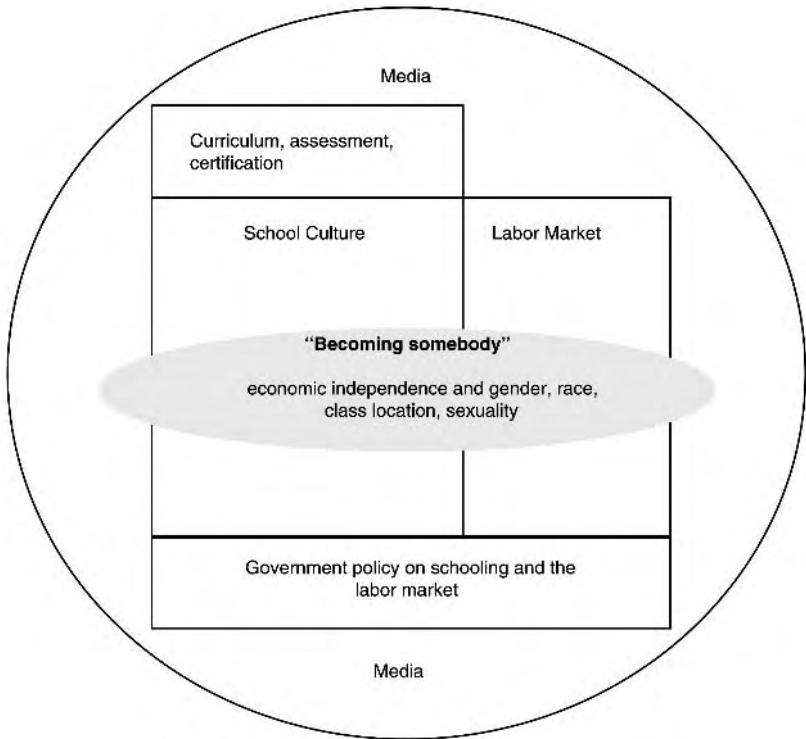 Media
Curriculum, assessment,
certification
School Culture
Labor Market
“Becoming somebody”
economic independence and gender, race,
class location, sexuality
Government policy on schooling and the
labor market
Media